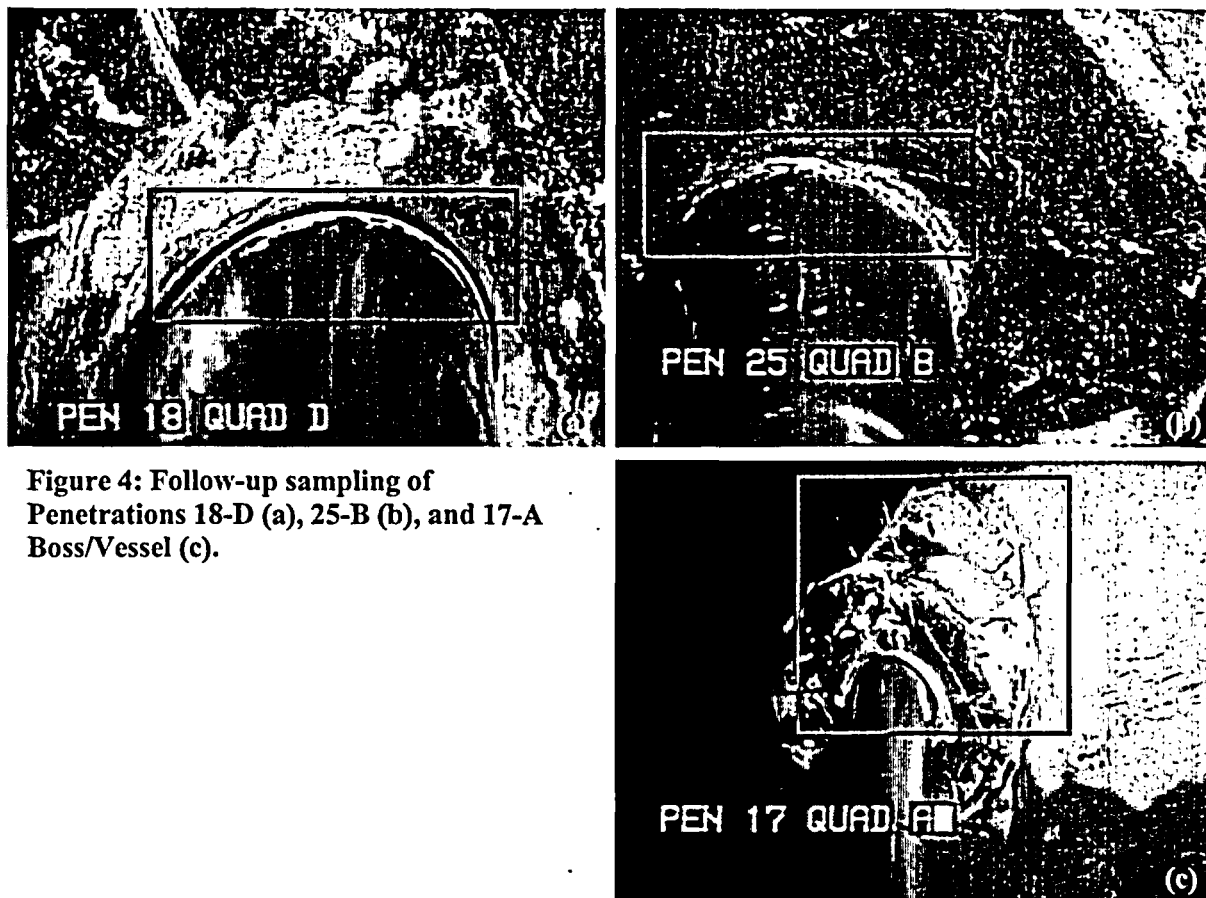 PEN 18 QUAD D
(a)
PEN 25 QUAD B
(b)
Figure 4: Follow-up sampling of
Penetrations 18-D (a), 25-B (b), and 17-A
Boss/Vessel (c).
PEN 17 QUAD A
(c)